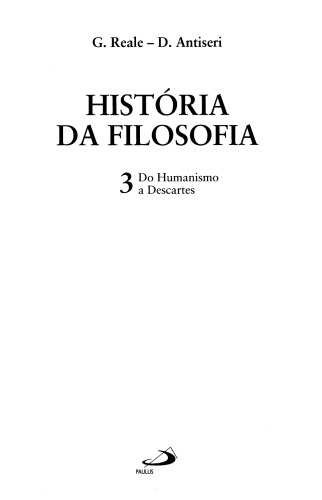 G. Reale – D. Antiseri
HISTÓRIA
DA FILOSOFIA
3 Do Humanismo
a Descartes
PAULUS